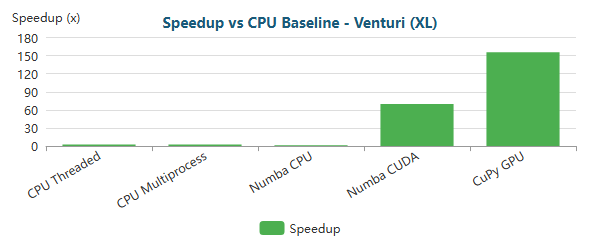 Speedup (x)
Speedup vs CPU Baseline - Venturi (XL)
180
150
120
90
60
30
0
CPU Threaded
CPU Multiprocess
Numba CPU
Numba CUDA
CuPy GPU
Speedup